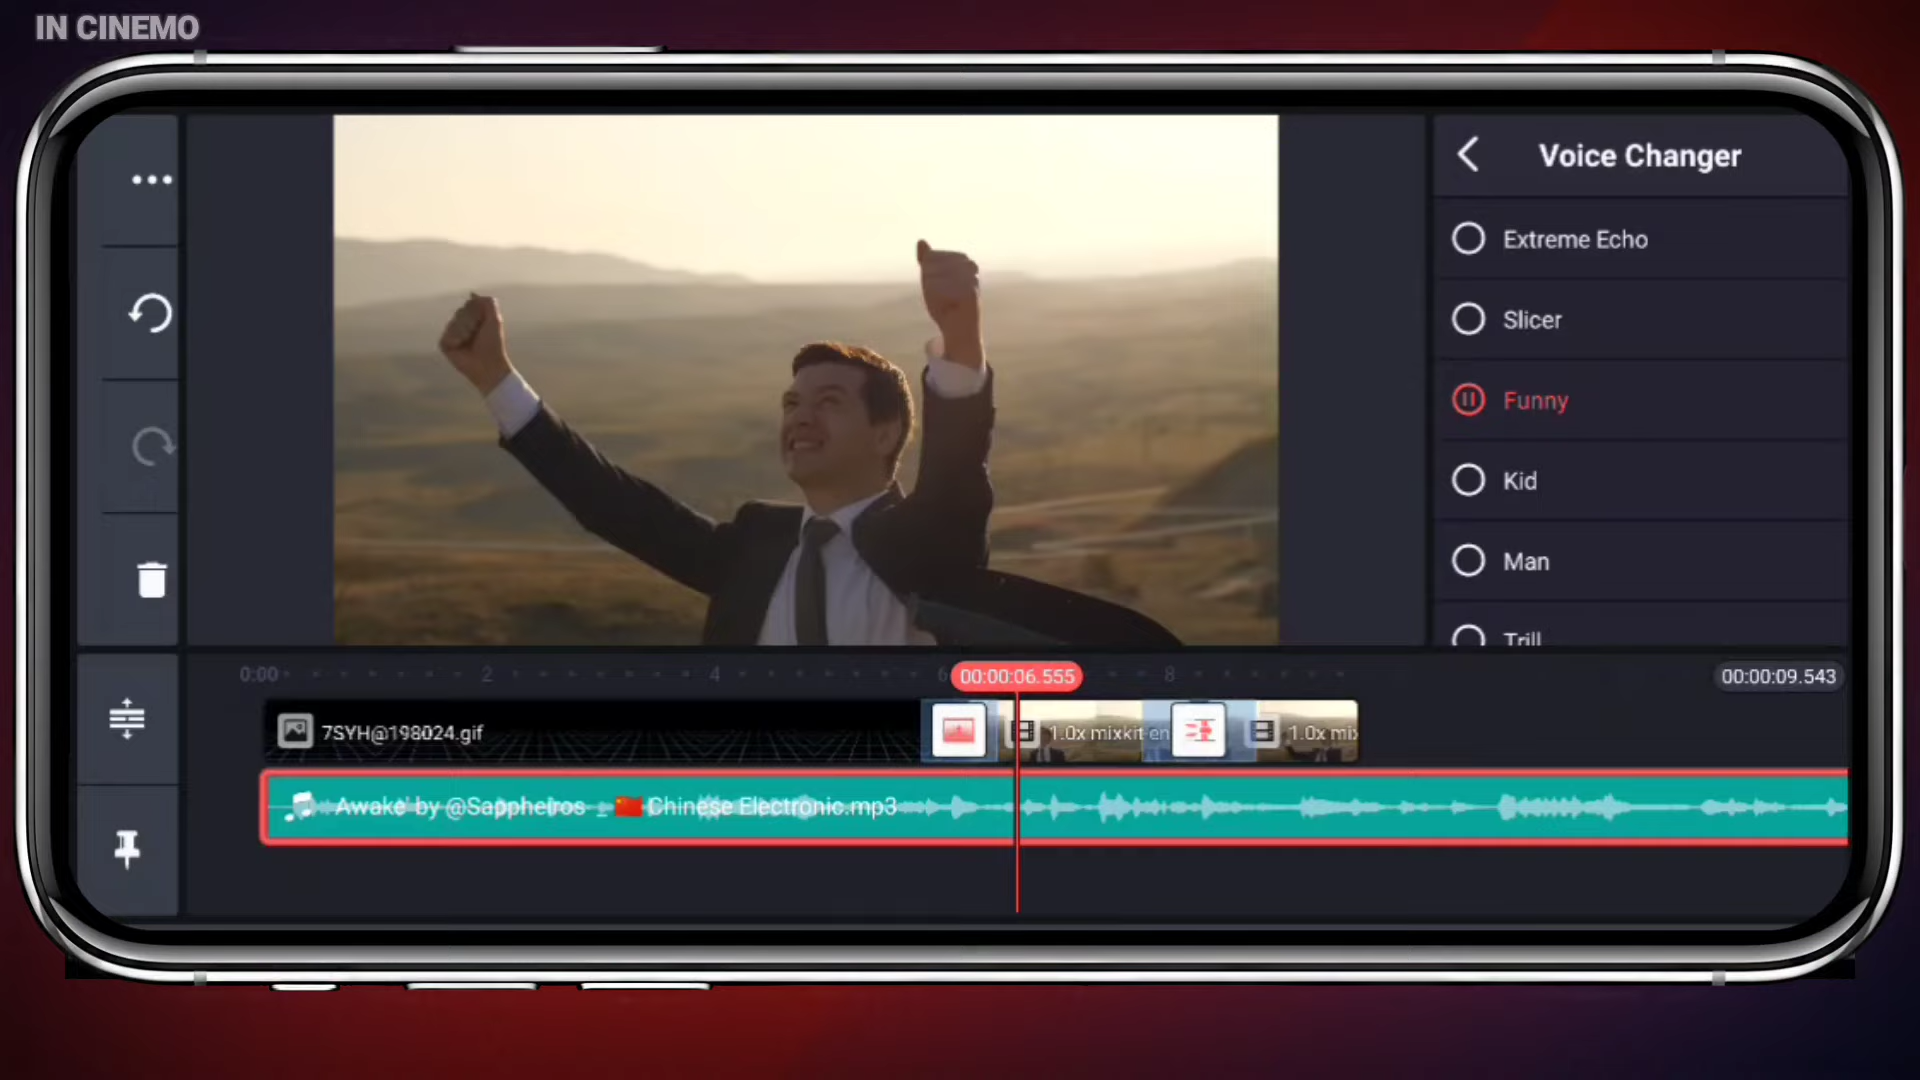 IN CINEMO
Voice Changer
Extreme Echo
Slicer
Funny
Kid
Man
Trill
0:00 2 4 6 00:00:06.555 8 00:00:09.543
7SYH@198024.gif
1.0x mixkit en
1.0x mix
Awake' by @Sappheiros _ 🇨🇳 Chinese Electronic.mp3